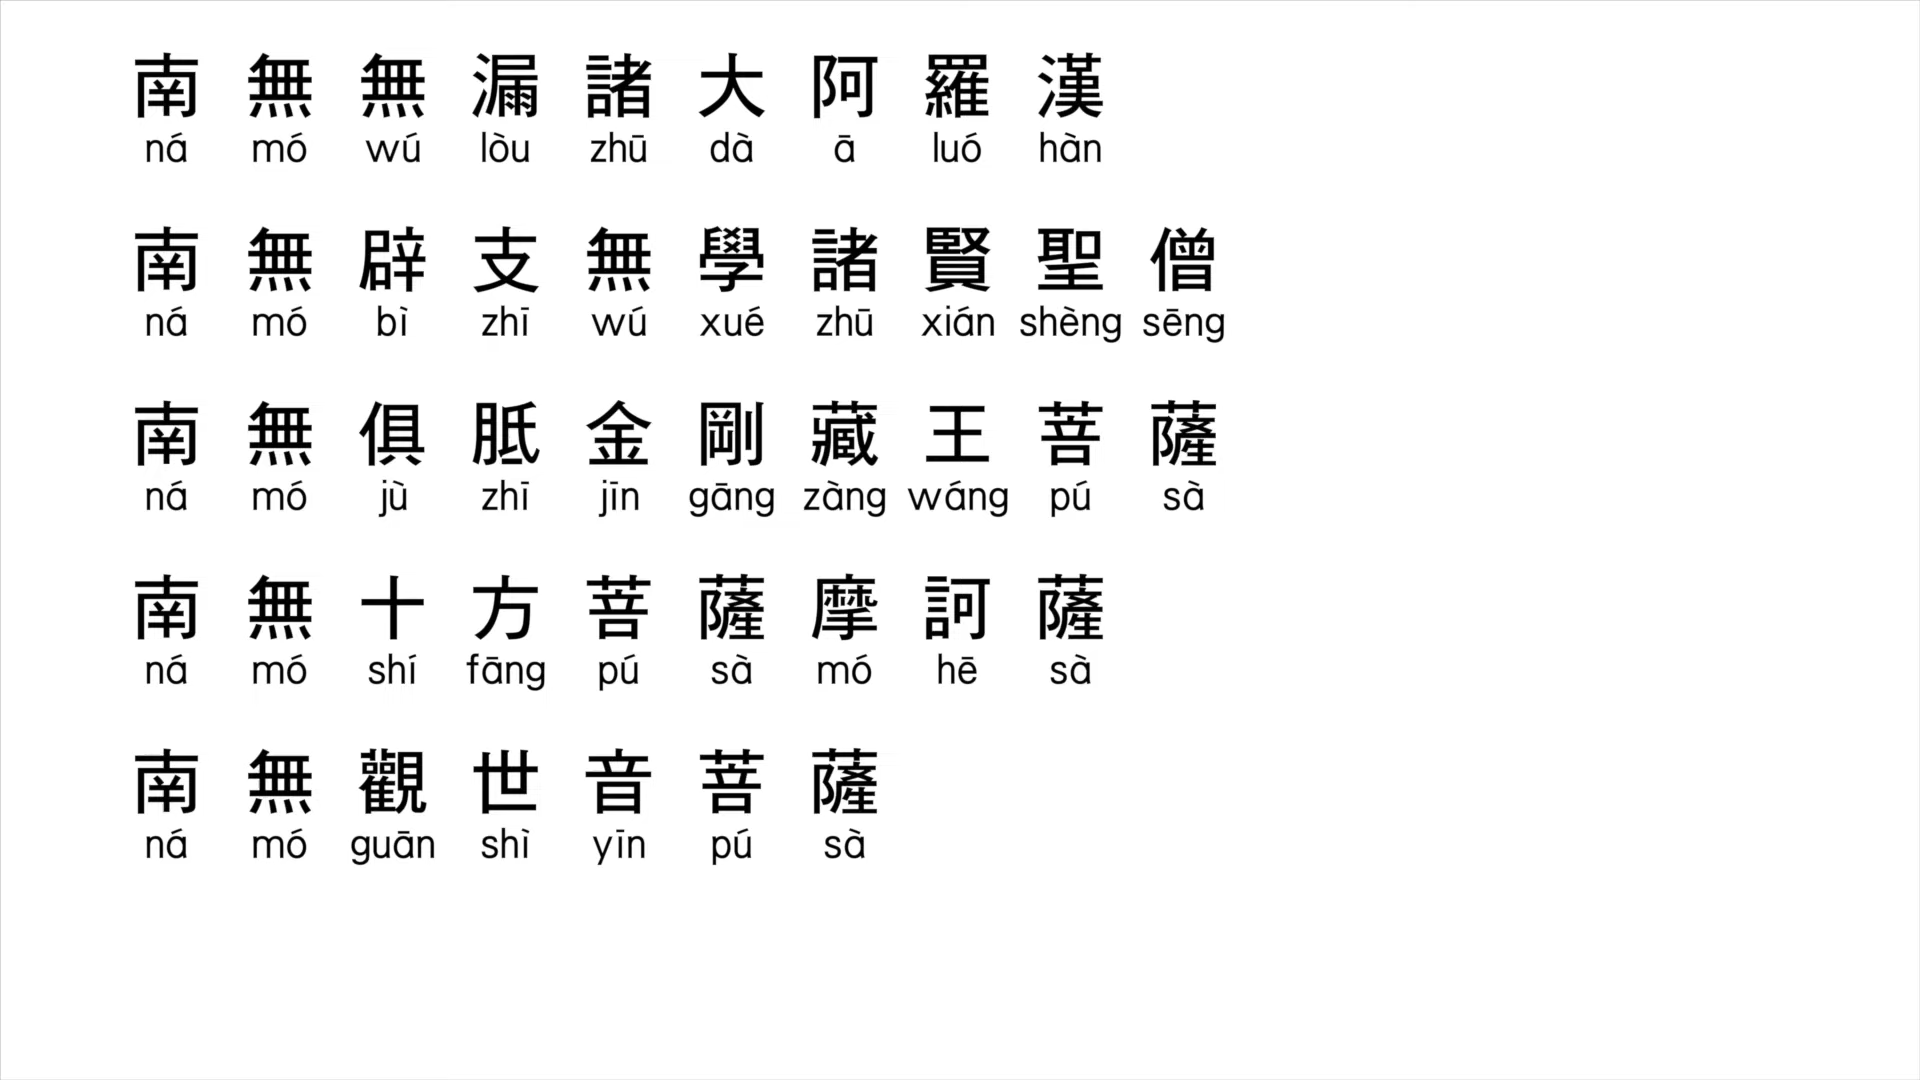 南無無漏諸大阿羅漢
ná mó wú lòu zhū dà ā luó hàn
南無辟支無學諸賢聖僧
ná mó bì zhī wú xué zhū xián shèng sēng
南無俱胝金剛藏王菩薩
ná mó jù zhī jīn gāng zàng wáng pú sà
南無十方菩薩摩訶薩
ná mó shí fāng pú sà mó hē sà
南無觀世音菩薩
ná mó guān shì yīn pú sà